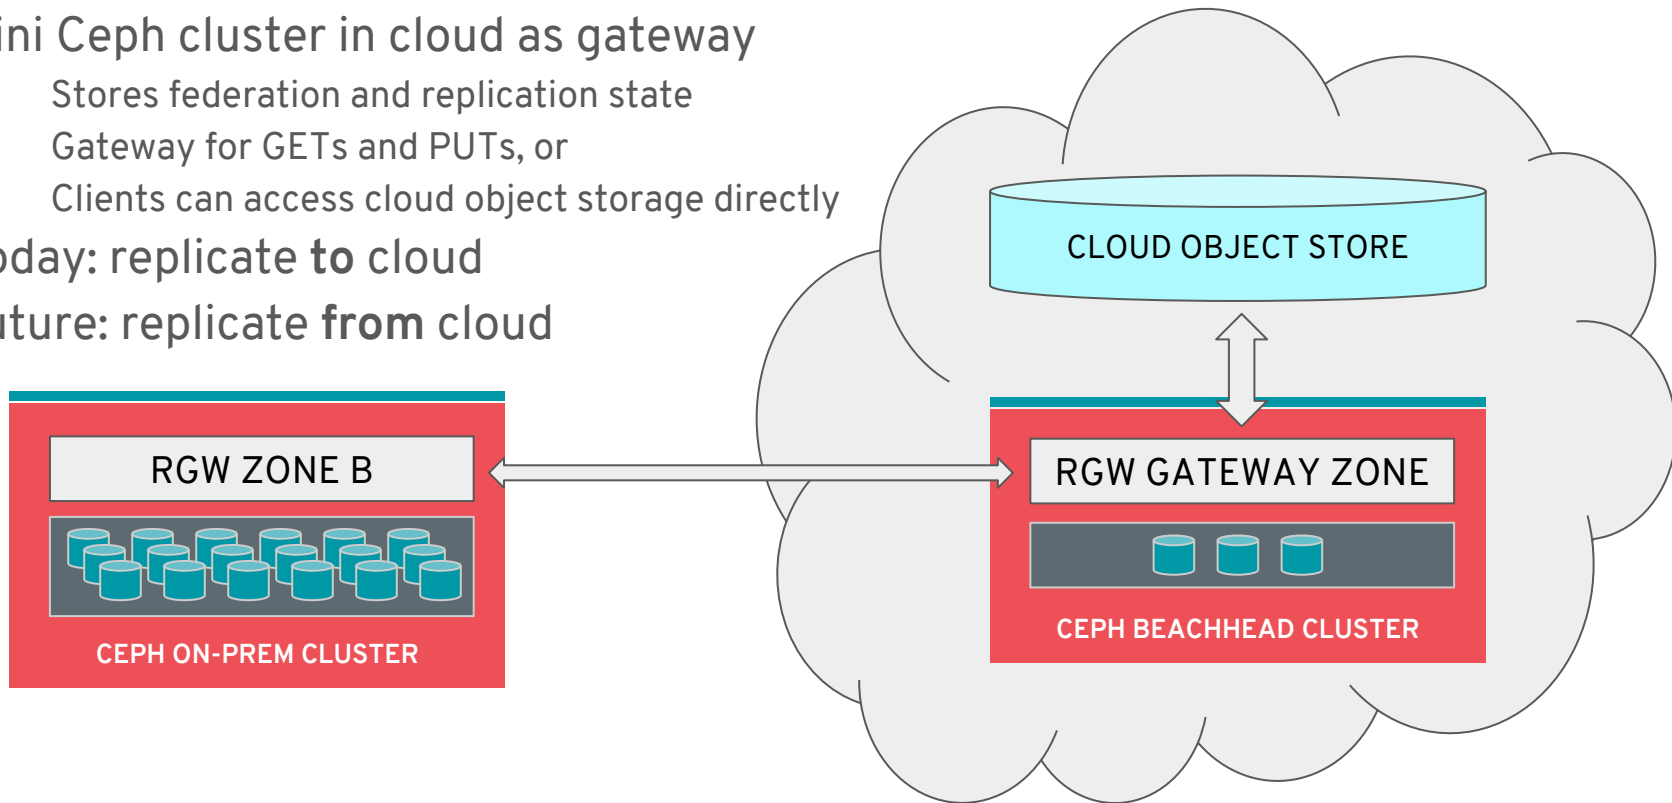 ini Ceph cluster in cloud as gateway
Stores federation and replication state
Gateway for GETs and PUTs, or
Clients can access cloud object storage directly
oday: replicate to cloud
uture: replicate from cloud
CLOUD OBJECT STORE
RGW ZONE B
RGW GATEWAY ZONE
CEPH ON-PREM CLUSTER
CEPH BEACHHEAD CLUSTER